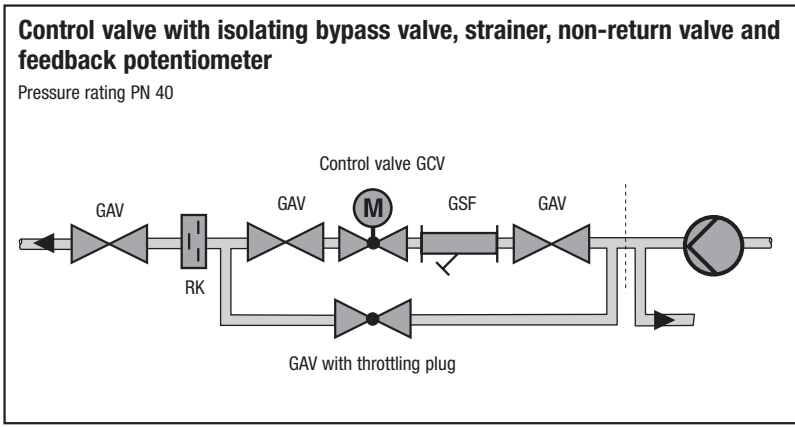 Control valve with isolating bypass valve, strainer, non-return valve and
feedback potentiometer
Pressure rating PN 40
Control valve GCV
GAV
GAV
M
GSF
GAV
RK
GAV with throttling plug